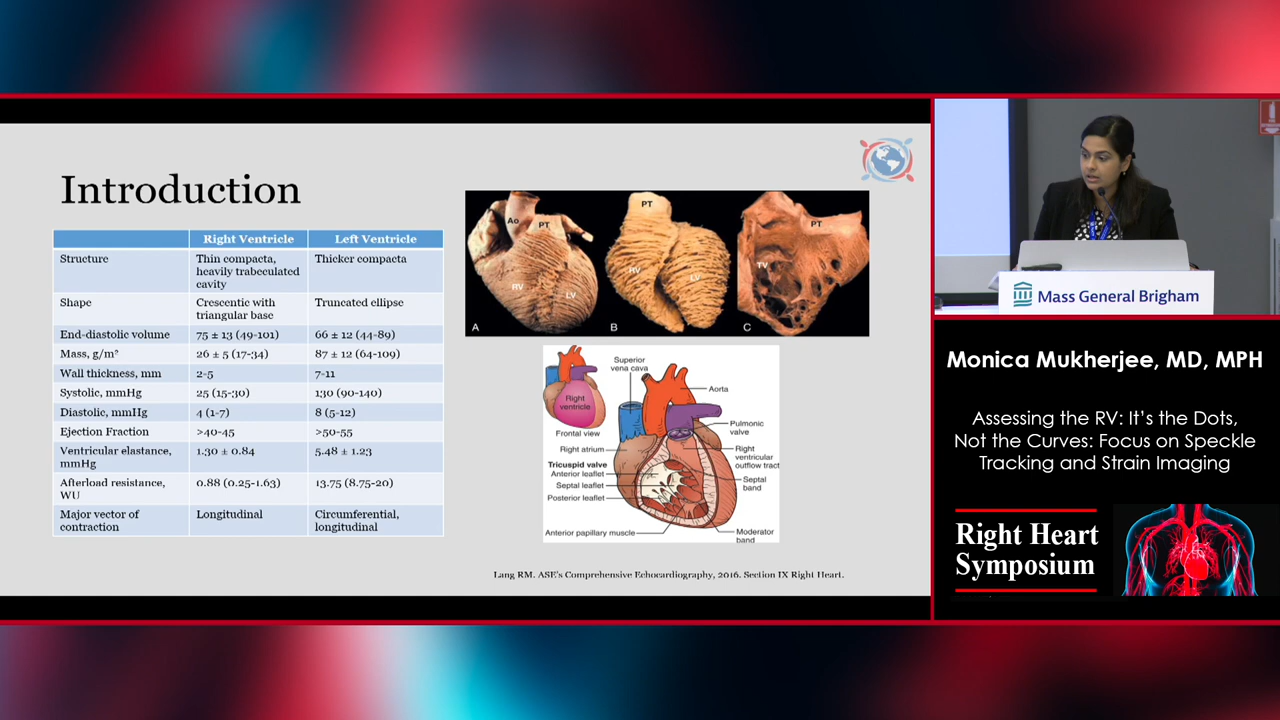 Introduction
Right Ventricle Left Ventricle
Structure Thin compacta, heavily trabeculated cavity Thicker compacta
Shape Crescentic with triangular base Truncated ellipse
End-diastolic volume 75 ± 13 (49-101) 66 ± 12 (44-89)
Mass, g/m² 26 ± 5 (17-34) 87 ± 12 (64-109)
Wall thickness, mm 2-5 7-11
Systolic, mmHg 25 (15-30) 130 (90-140)
Diastolic, mmHg 4 (1-7) 8 (5-12)
Ejection Fraction >40-45 >50-55
Ventricular elastance, mmHg 1.30 ± 0.84 5.48 ± 1.23
Afterload resistance, WU 0.88 (0.25-1.63) 13.75 (8.75-20)
Major vector of contraction Longitudinal Circumferential, longitudinal
Ao
PT
RV
LV
A
PT
RV
LV
B
PT
TV
C
Superior
vena cava
Aorta
Right
ventricle
Frontal view
Pulmonic
valve
Right atrium
Right
ventricular
outflow tract
Tricuspid valve
Anterior leaflet
Septal leaflet
Posterior leaflet
Septal
band
Anterior papillary muscle
Moderator
band
Lang RM. ASE's Comprehensive Echocardiography, 2016. Section IX Right Heart.
Mass General Brigham
Monica Mukherjee, MD, MPH
Assessing the RV: It's the Dots,
Not the Curves: Focus on Speckle
Tracking and Strain Imaging
Right Heart
Symposium